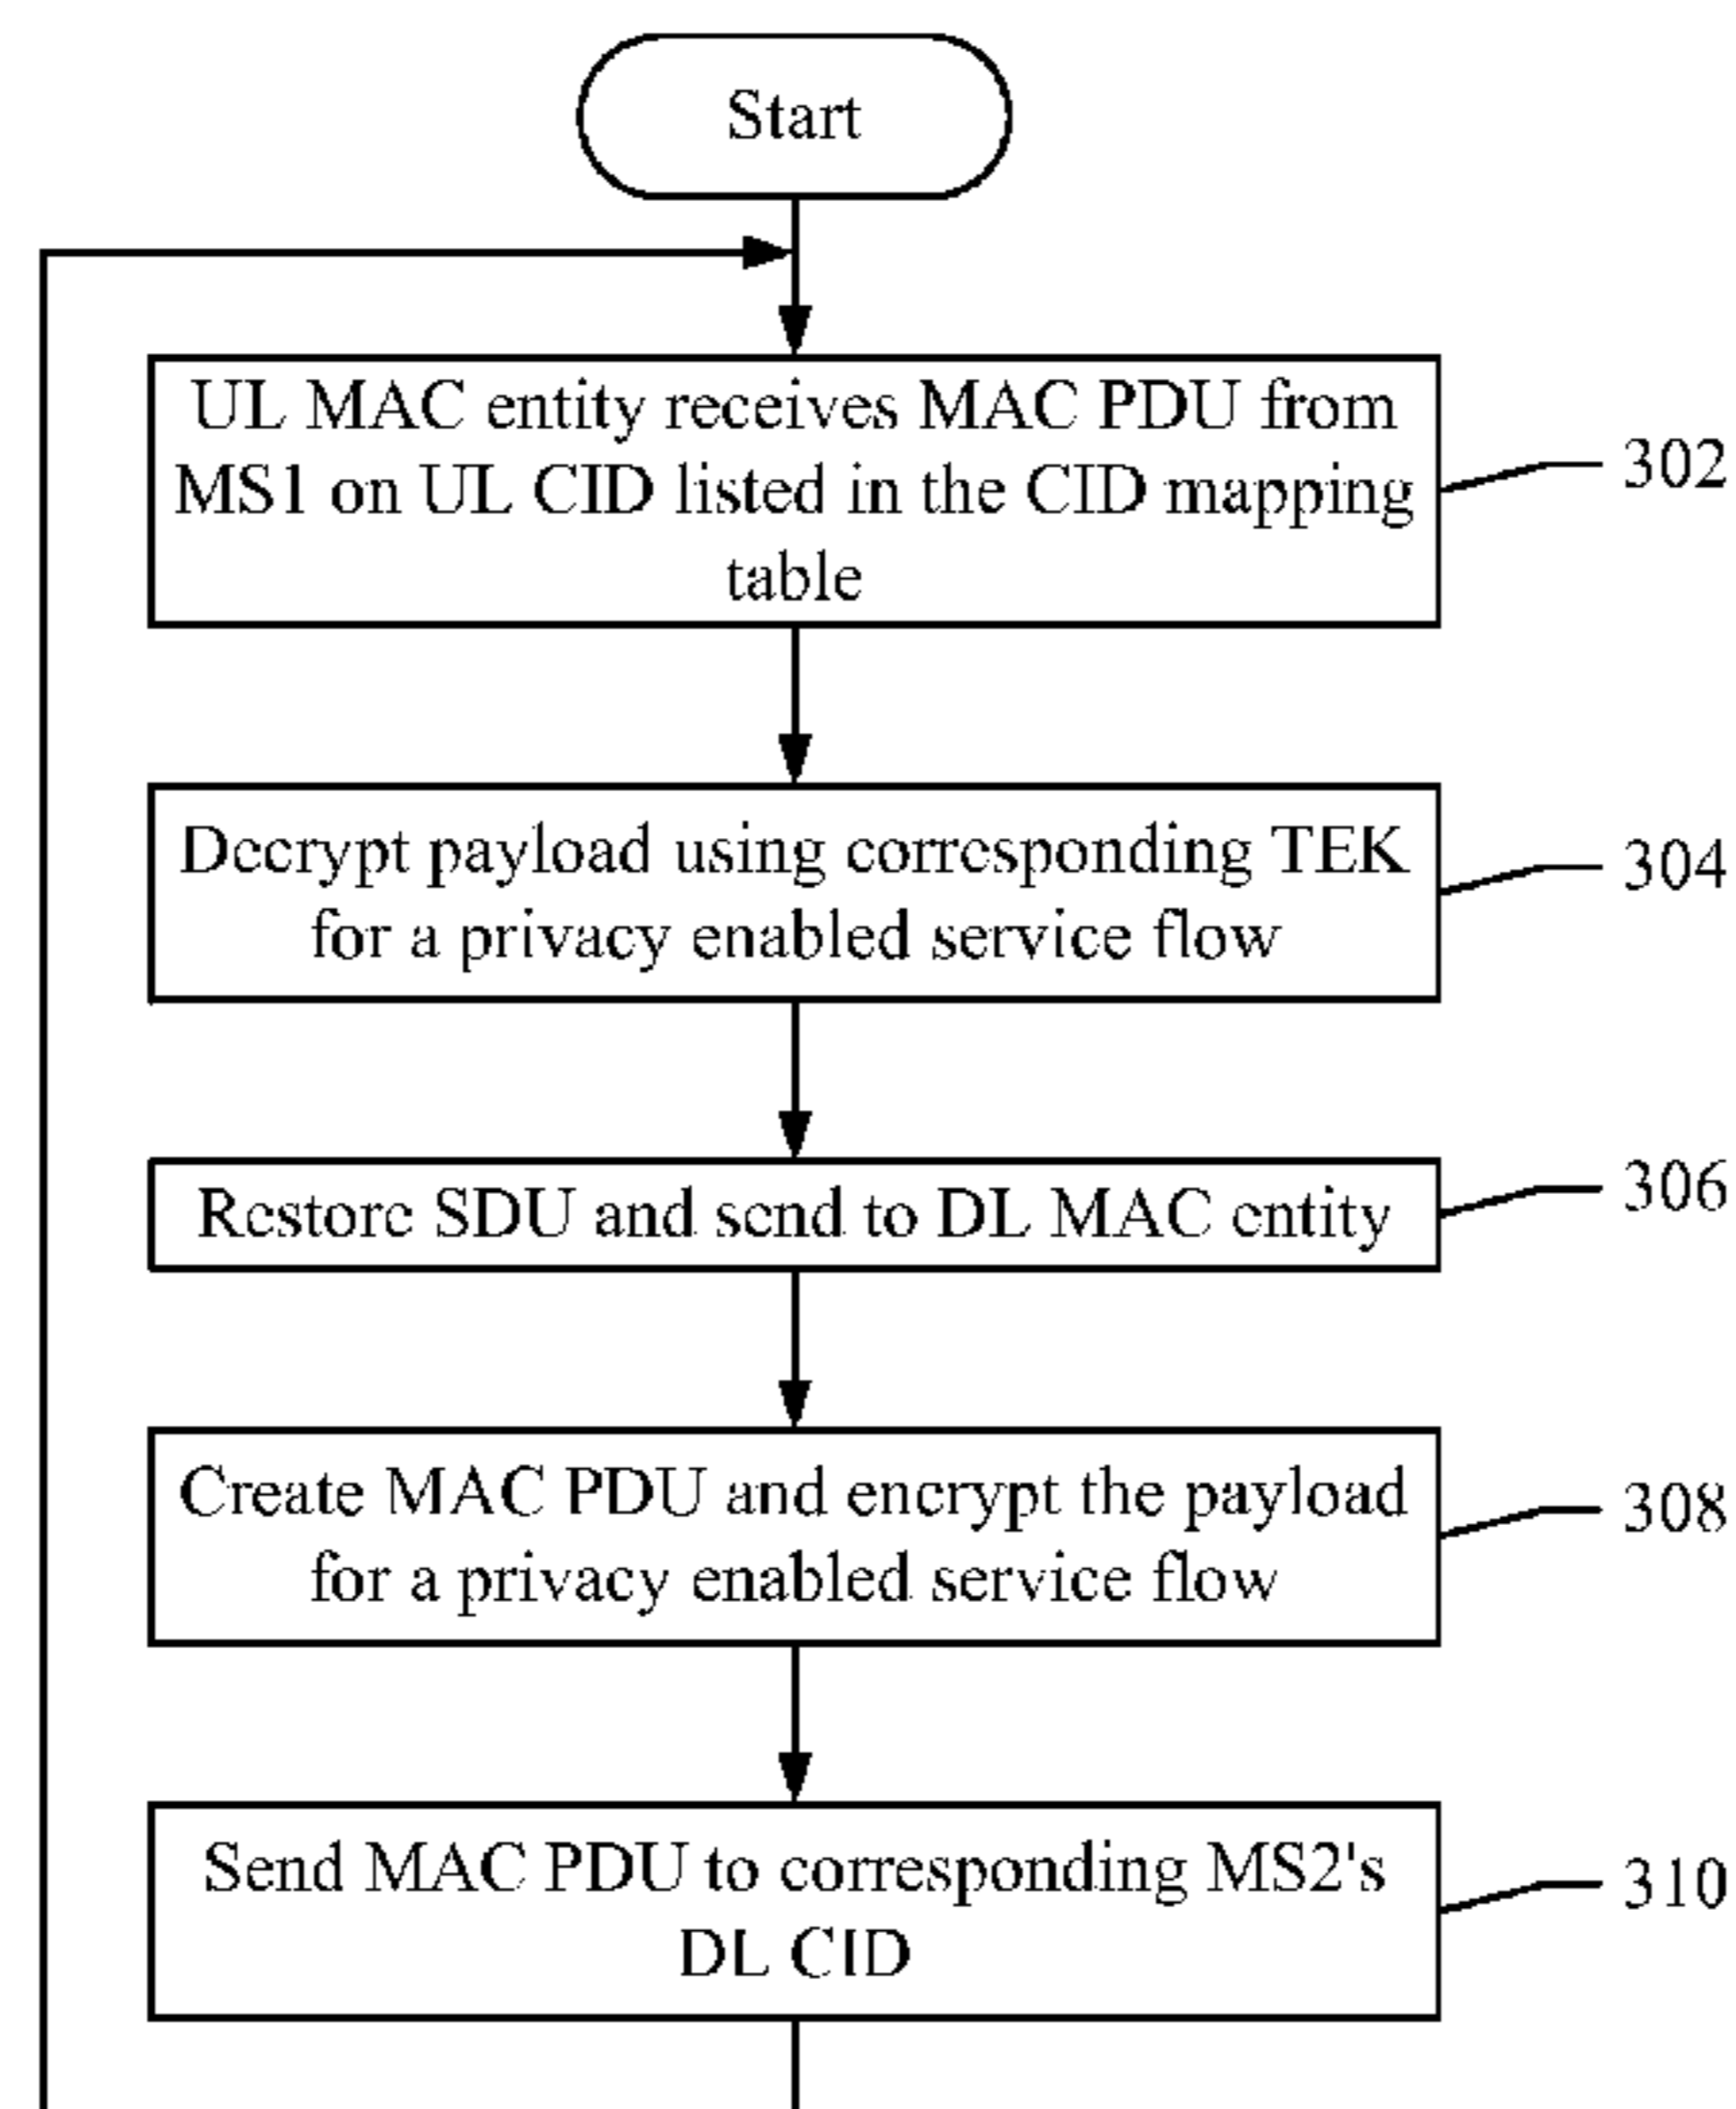 Start
UL MAC entity receives MAC PDU from
MS1 on UL CID listed in the CID mapping
table
302
Decrypt payload using corresponding TEK
for a privacy enabled service flow
304
Restore SDU and send to DL MAC entity
306
Create MAC PDU and encrypt the payload
for a privacy enabled service flow
308
Send MAC PDU to corresponding MS2's
DL CID
310